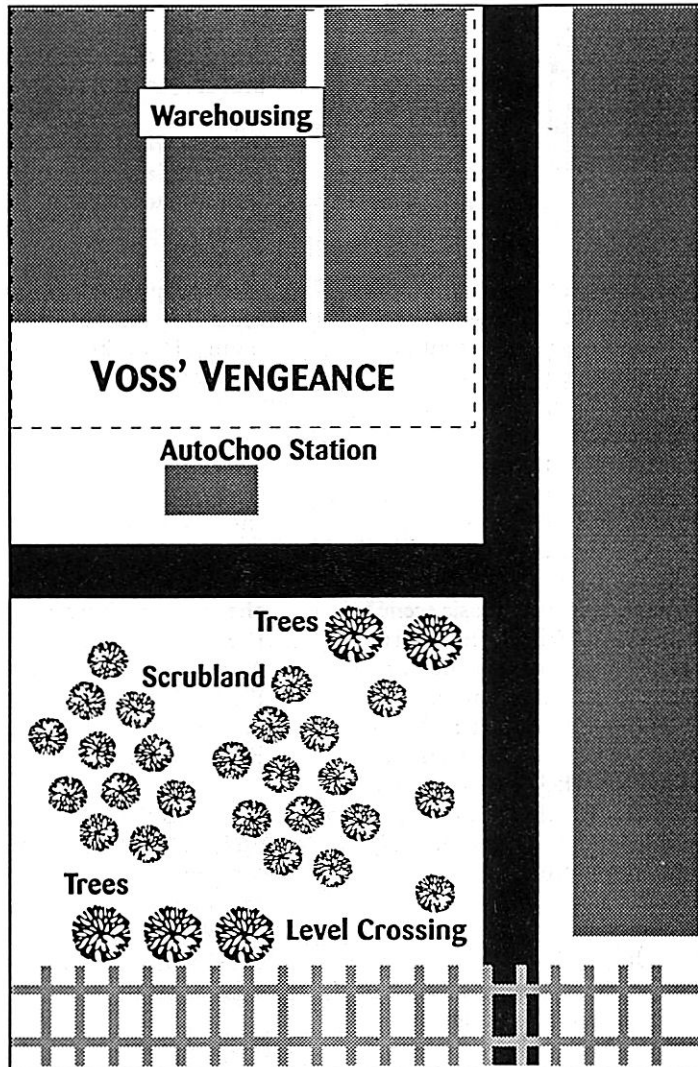 Warehousing
VOSS' VENGEANCE
AutoChoo Station
Trees
Scrubland
Trees
Level Crossing